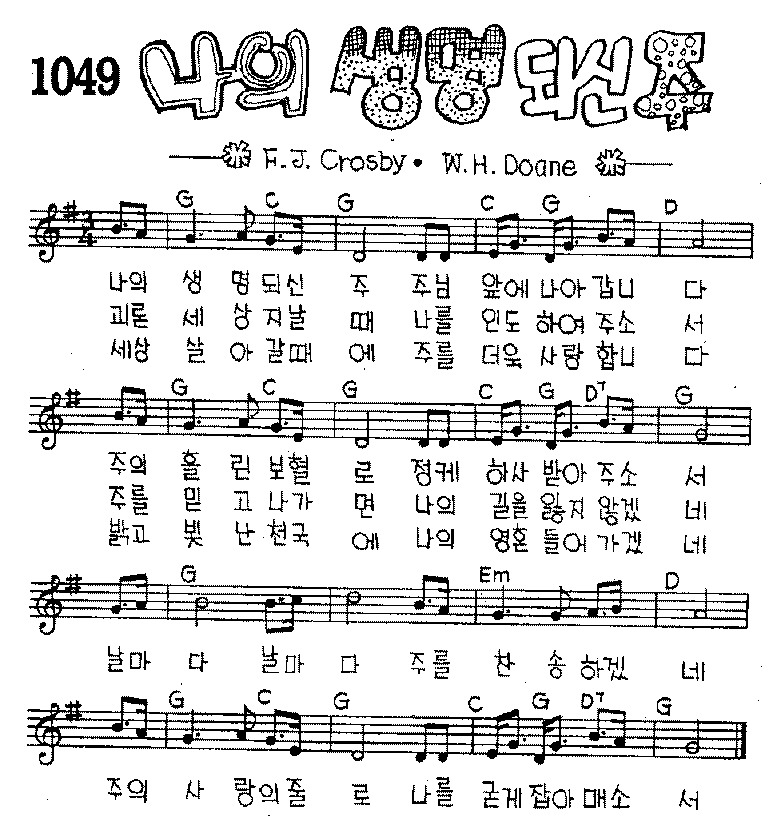 1049 나의 생명 되신 주
F.J. Crosby • W.H. Doane
G C G C G D
3/4
나의 생 명 되신 주 주님 앞에 나아 갑니 다
괴론 세 상 지날 때 나를 인도 하여 주소 서
세상 살 아 갈때 에 주를 더욱 사랑 합니 다
G C G C G D7 G
주의 흘 린 보혈 로 정케 하사 받아 주소 서
주를 믿 고 나가 면 나의 길을 잃지 않겠 네
밝고 빛 난 천국 에 나의 영혼 들어 가겠 네
G Em D
날마 다 날마 다 주를 찬 송 하겠 네
G C G C G D7 G
주의 사 랑의줄 로 나를 굳게 잡아 매소 서